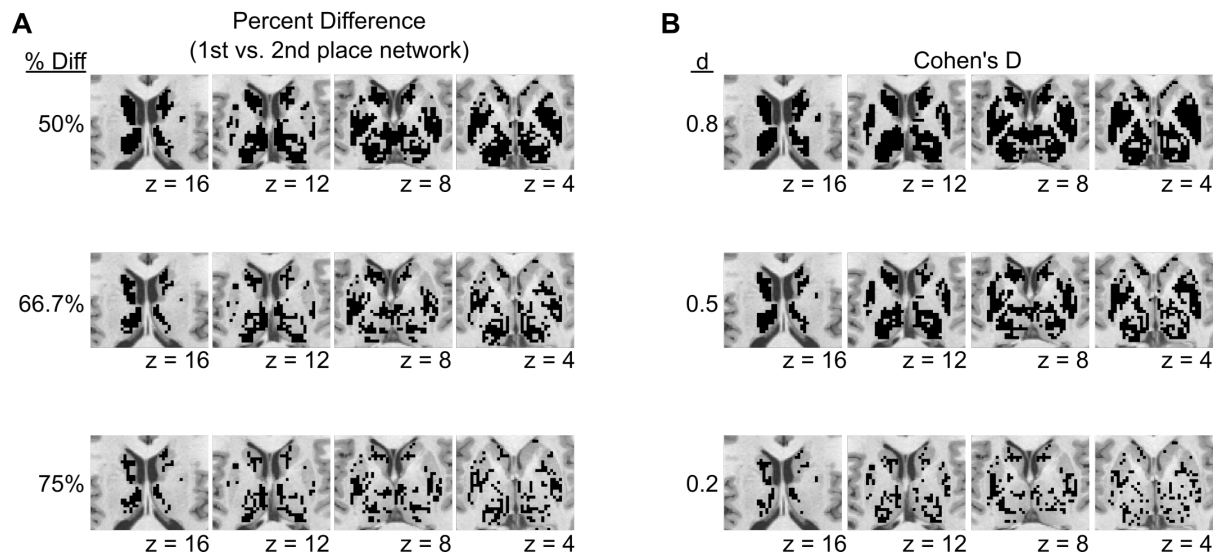 A
Percent Difference
(1st vs. 2nd place network)
% Diff
50%
z = 16 z = 12 z = 8 z = 4
66.7%
z = 16 z = 12 z = 8 z = 4
75%
z = 16 z = 12 z = 8 z = 4
B
Cohen's D
d
0.8
z = 16 z = 12 z = 8 z = 4
0.5
z = 16 z = 12 z = 8 z = 4
0.2
z = 16 z = 12 z = 8 z = 4